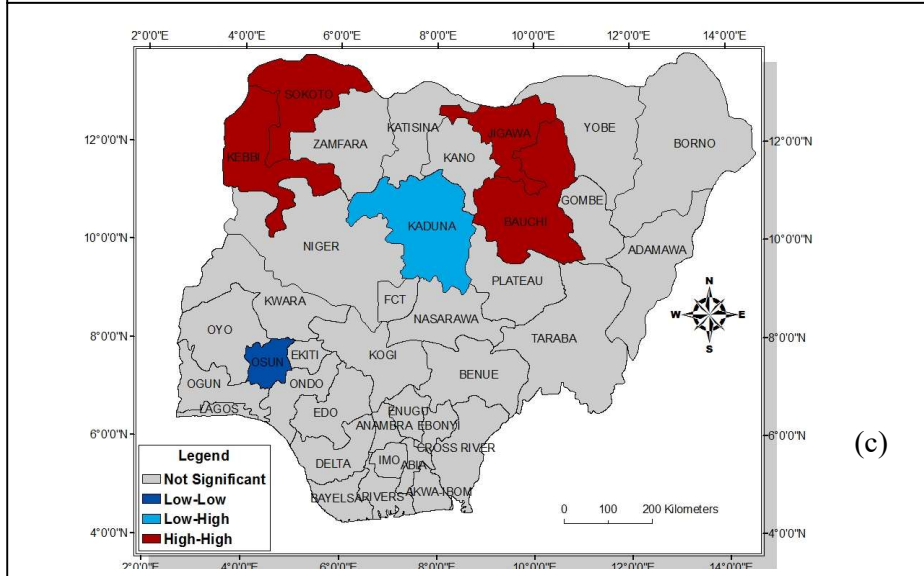 2°0'0"E 4°0'0"E 6°0'0"E 8°0'0"E 10°0'0"E 12°0'0"E 14°0'0"E
SOKOTO
12°0'0"N KEBBI ZAMFARA KATISINA KANO JIGAWA YOBE BORNO 12°0'0"N
10°0'0"N NIGER KADUNA BAUCHI GOMBE ADAMAWA 10°0'0"N
KWARA FCT PLATEAU
N
W E
S
8°0'0"N OYO NASARAWA TARABA 8°0'0"N
OSUN EKITI KOGI BENUE
OGUN ONDO
LAGOS EDO ENUGU
6°0'0"N ANAMBRA EBONYI 6°0'0"N
CROSS RIVER
(c)
DELTA IMO ABIA
BAYELSA RIVERS AKWA-IBOM
Legend
Not Significant
Low-Low
Low-High
High-High
0 100 200 Kilometers
4°0'0"N 4°0'0"N
2°0'0"E 4°0'0"E 6°0'0"E 8°0'0"E 10°0'0"E 12°0'0"E 14°0'0"E